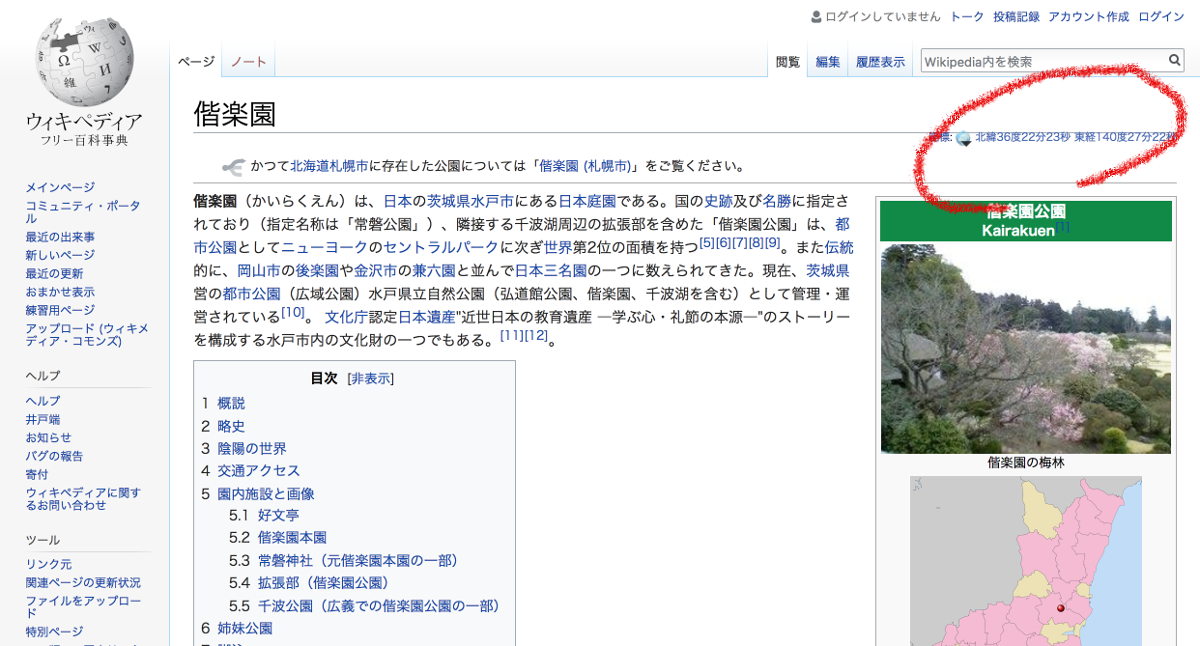 ログインしていません トーク 投稿記録 アカウント作成 ログイン
ページ ノート 閲覧 編集 履歴表示 Wikipedia内を検索
ウィキペディア
フリー百科事典
偕楽園
北緯36度22分23秒 東経140度27分22秒
かつて北海道札幌市に存在した公園については「偕楽園 (札幌市)」をご覧ください。
偕楽園（かいらくえん）は、日本の茨城県水戸市にある日本庭園である。国の史跡及び名勝に指定さ
れており（指定名称は「常磐公園」）、隣接する千波湖周辺の拡張部を含めた「偕楽園公園」は、都
市公園としてニューヨークのセントラルパークに次ぎ世界第2位の面積を持つ[5][6][7][8][9]。また伝統
的に、岡山市の後楽園や金沢市の兼六園と並んで日本三名園の一つに数えられてきた。現在、茨城県
営の都市公園（広域公園）水戸県立自然公園（弘道館公園、偕楽園、千波湖を含む）として管理・運
営されている[10]。 文化庁認定日本遺産"近世日本の教育遺産 ―学ぶ心・礼節の本源―"のストーリー
を構成する水戸市内の文化財の一つでもある。[11][12]。
目次 [非表示]
1 概説
2 略史
3 陰陽の世界
4 交通アクセス
5 園内施設と画像
5.1 好文亭
5.2 偕楽園本園
5.3 常磐神社（元偕楽園本園の一部）
5.4 拡張部（偕楽園公園）
5.5 千波公園（広義での偕楽園公園の一部）
6 姉妹公園
偕楽園公園
Kairakuen[1]
偕楽園の梅林
メインページ
コミュニティ・ポータ
ル
最近の出来事
新しいページ
最近の更新
おまかせ表示
練習用ページ
アップロード (ウィキメ
ディア・コモンズ)
ヘルプ
ヘルプ
井戸端
お知らせ
バグの報告
寄付
ウィキペディアに関す
るお問い合わせ
ツール
リンク元
関連ページの更新状況
ファイルをアップロー
ド
特別ページ